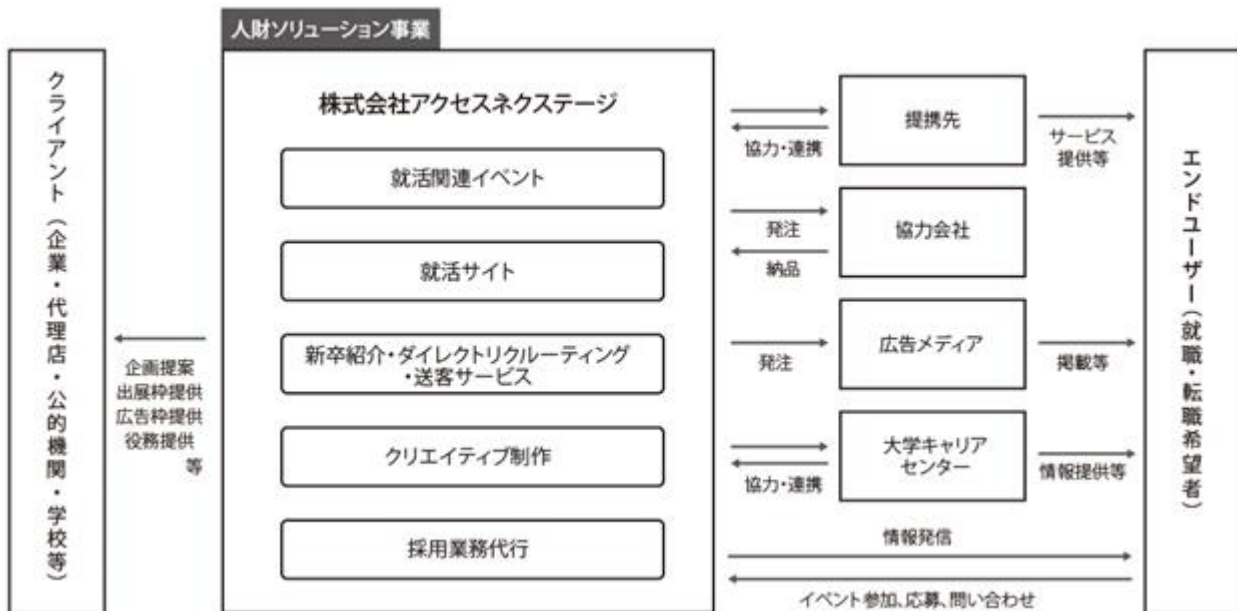 人財ソリューション事業
クライアント（企業・代理店・公的機関・学校等）
企画提案
出展枠提供
広告枠提供
役務提供
等
株式会社アクセスネクステージ
就活関連イベント
就活サイト
新卒紹介・ダイレクトリクルーティング
・送客サービス
クリエイティブ制作
採用業務代行
協力・連携
提携先
サービス
提供等
発注
納品
協力会社
発注
広告メディア
掲載等
協力・連携
大学キャリア
センター
情報提供等
情報発信
イベント参加、応募、問い合わせ
エンドユーザー（就職・転職希望者）